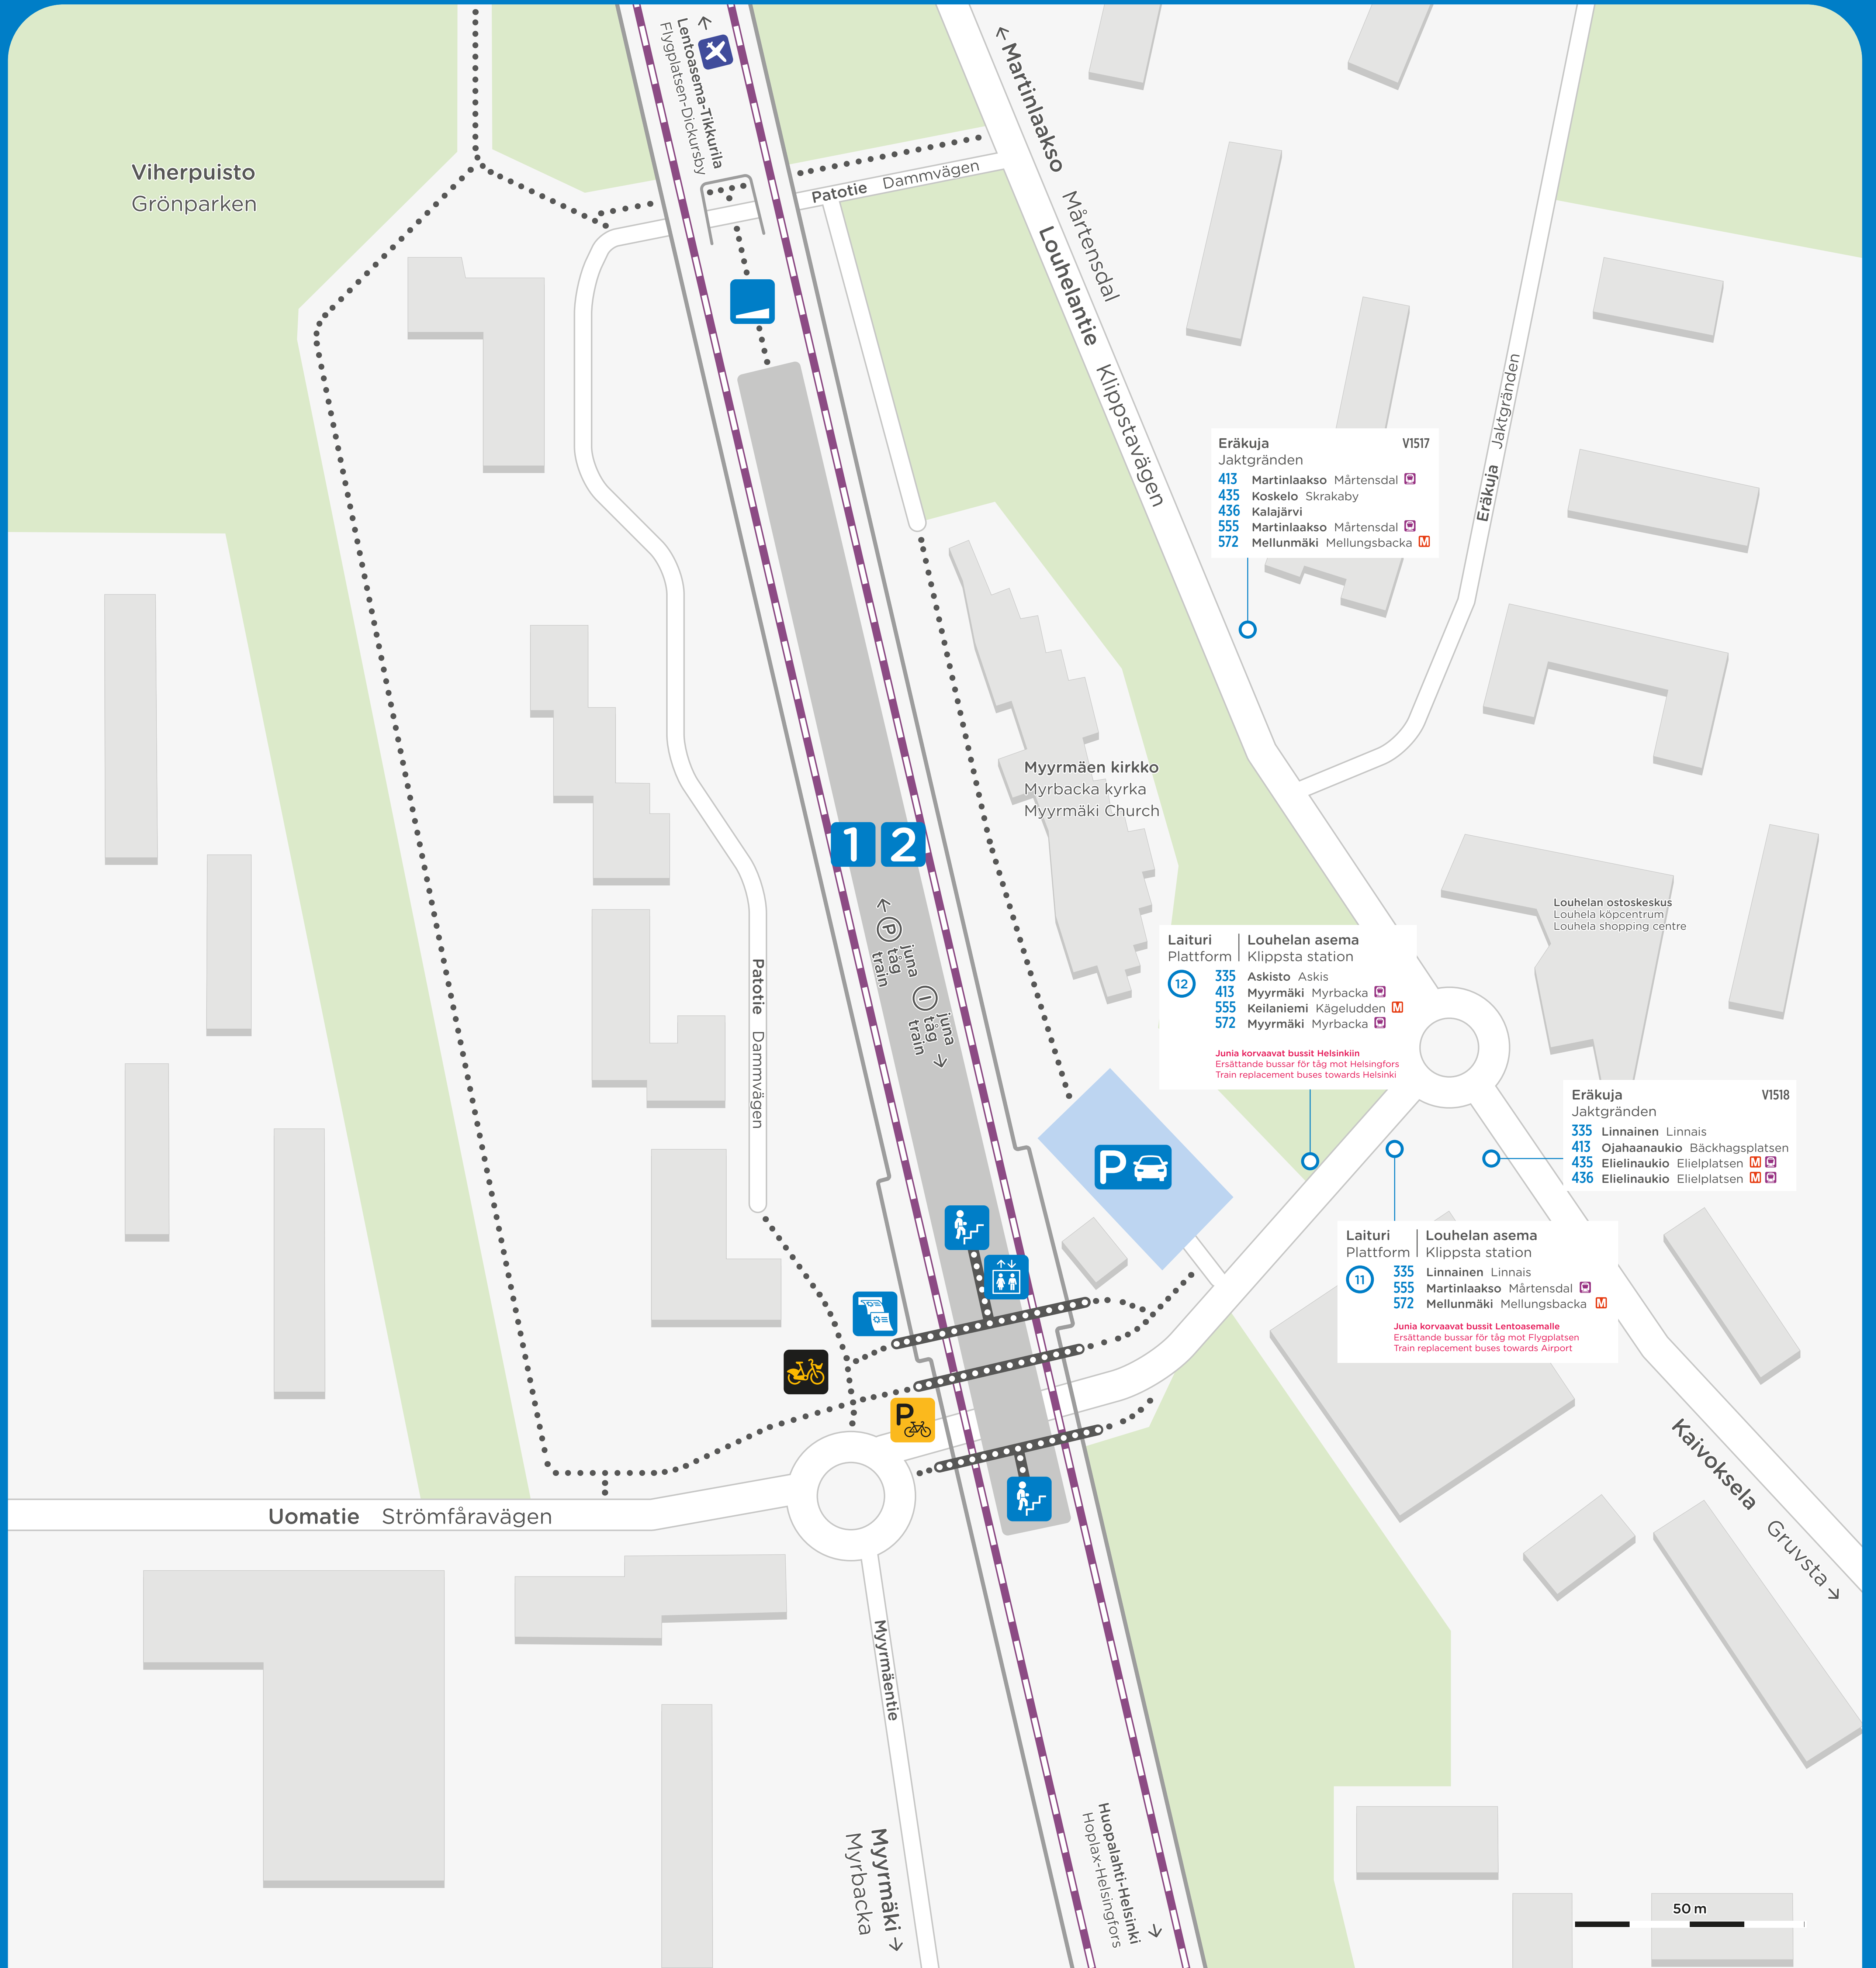 Lentoasema-Tikkurila
Flygplatsen-Dickursby
Viherpuisto
Grönparken
Patotie Dammvägen
Martinlaakso Mårtensdal
Louhelantie Klippstavägen
Eräkuja Jaktgränden
Eräkuja V1517
Jaktgränden
413 Martinlaakso Mårtensdal
435 Koskelo Skrakaby
436 Kalajärvi
555 Martinlaakso Mårtensdal
572 Mellunmäki Mellungsbacka M
Myyrmäen kirkko
Myrbacka kyrka
Myyrmäki Church
1 2
P juna
tåg
train
I juna
tåg
train
Patotie Dammvägen
Louhelan ostoskeskus
Louhela köpcentrum
Louhela shopping centre
Laituri Louhelan asema
Plattform Klippsta station
12 335 Askisto Askis
413 Myyrmäki Myrbacka
555 Keilaniemi Kägeludden M
572 Myyrmäki Myrbacka
Junia korvaavat bussit Helsinkiin
Ersättande bussar för tåg mot Helsingfors
Train replacement buses towards Helsinki
Eräkuja V1518
Jaktgränden
335 Linnainen Linnais
413 Ojahaanaukio Bäckhagsplatsen
435 Elielinaukio Elielplatsen M
436 Elielinaukio Elielplatsen M
P
Laituri Louhelan asema
Plattform Klippsta station
11 335 Linnainen Linnais
555 Martinlaakso Mårtensdal
572 Mellunmäki Mellungsbacka M
Junia korvaavat bussit Lentoasemalle
Ersättande bussar för tåg mot Flygplatsen
Train replacement buses towards Airport
P
Uomatie Strömfåravägen
Kaivoksela Gruvsta
Myyrmäentie
Myyrmäki
Myrbacka
Huopalahti-Helsinki
Hoplax-Helsingfors
50 m